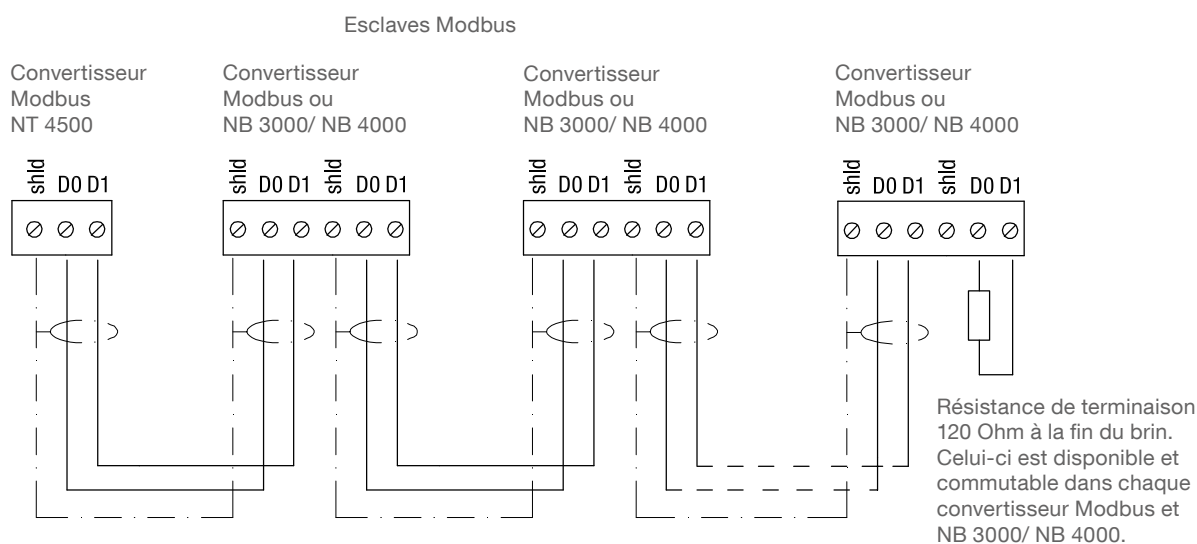 Esclaves Modbus
Convertisseur
Modbus
NT 4500
Convertisseur
Modbus ou
NB 3000/ NB 4000
Convertisseur
Modbus ou
NB 3000/ NB 4000
Convertisseur
Modbus ou
NB 3000/ NB 4000
shld D0 D1
shld D0 D1 shld D0 D1
shld D0 D1 shld D0 D1
shld D0 D1 shld D0 D1
Résistance de terminaison
120 Ohm à la fin du brin.
Celui-ci est disponible et
commutable dans chaque
convertisseur Modbus et
NB 3000/ NB 4000.